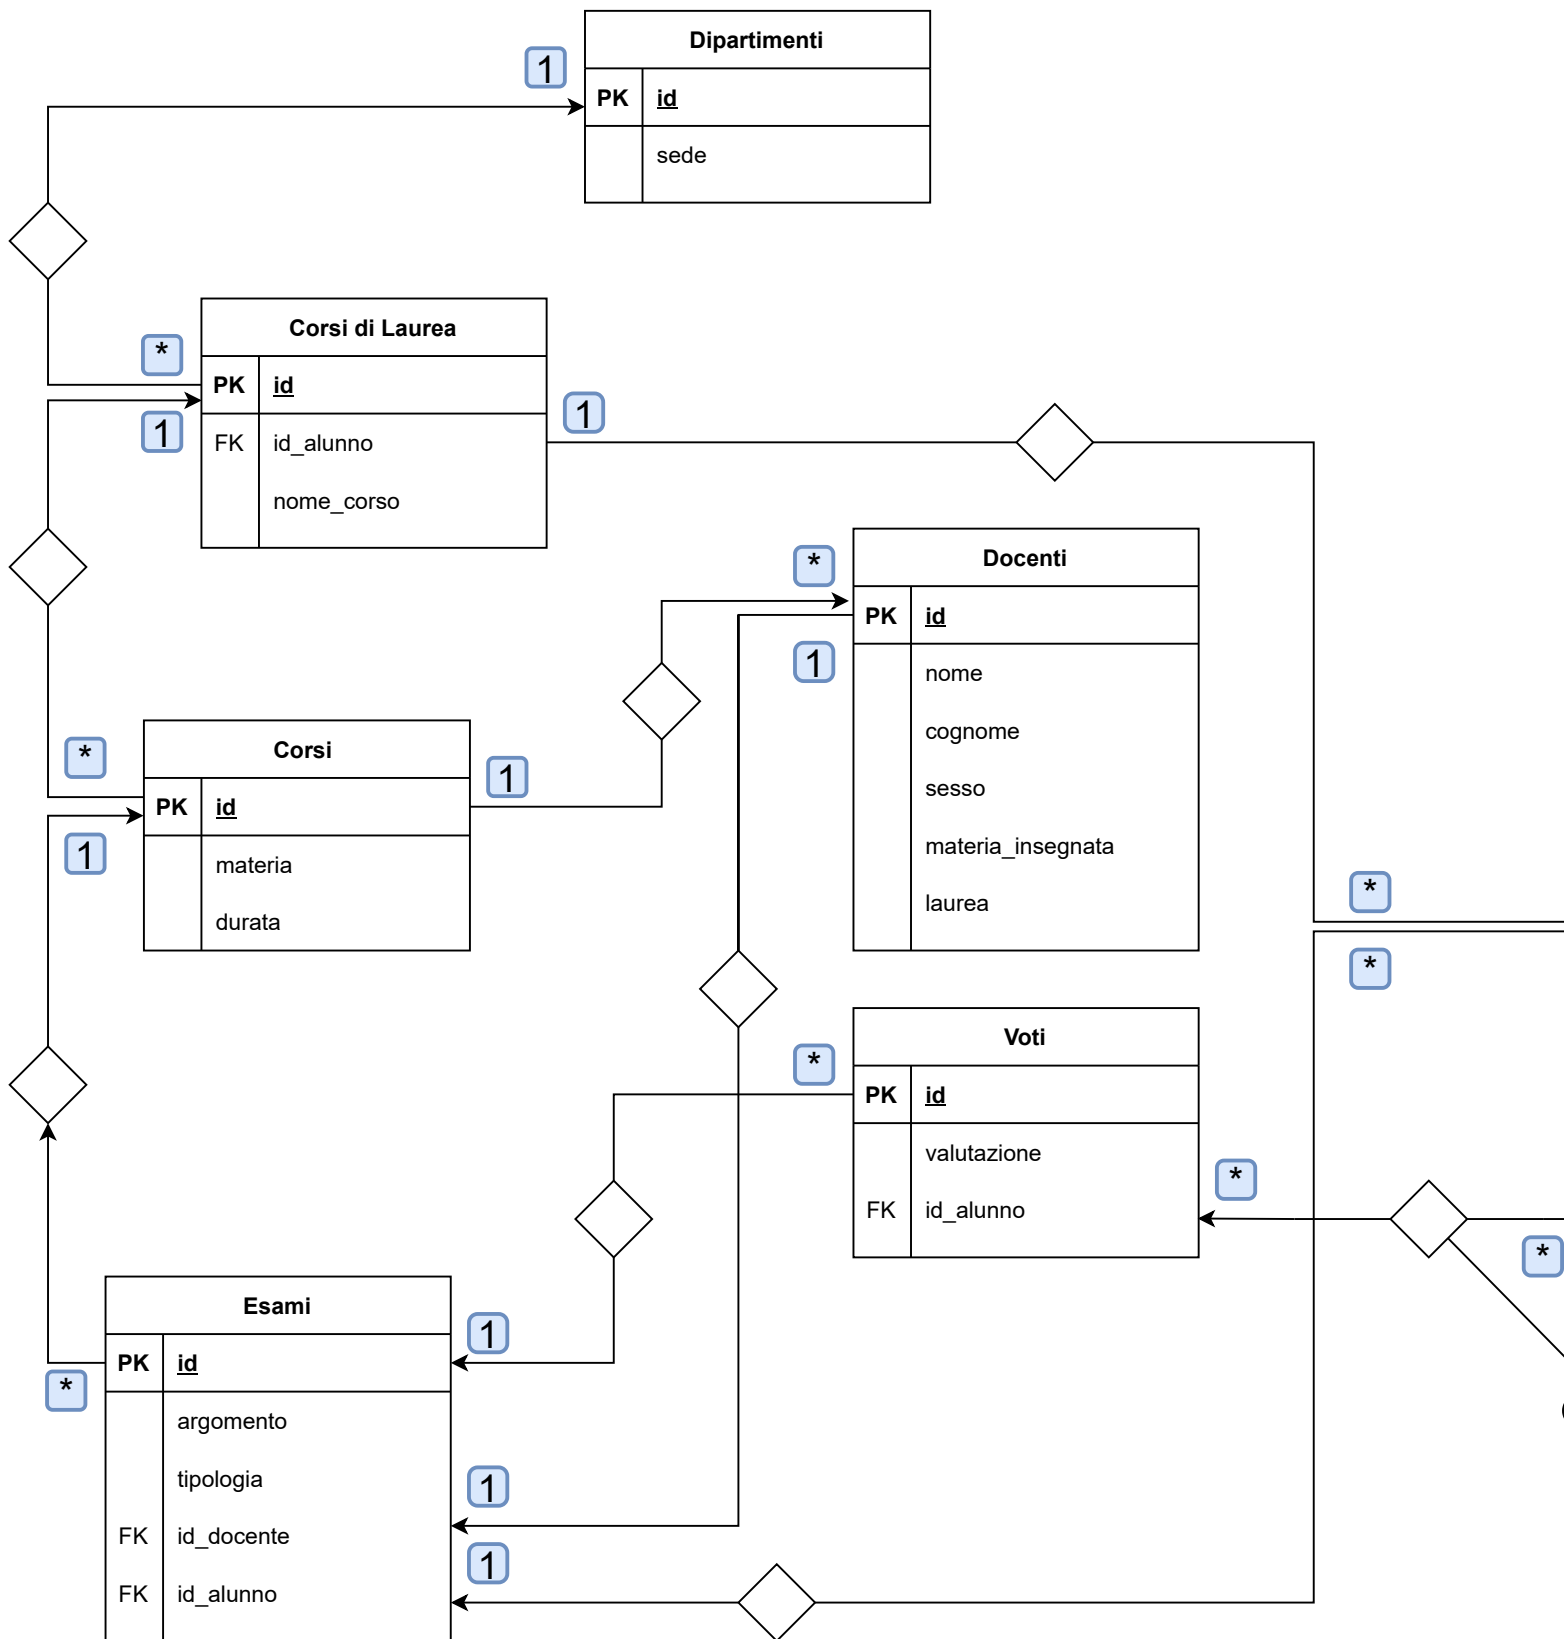 Dipartimenti
1
PK id
sede
Corsi di Laurea
*
PK id
1
1
FK id_alunno
nome_corso
Docenti
*
PK id
1
nome
cognome
sesso
materia_insegnata
laurea
Corsi
*
1
PK id
1
materia
durata
*
*
Voti
*
PK id
valutazione
*
FK id_alunno
*
Esami
1
PK id
*
argomento
tipologia
1
FK id_docente
1
FK id_alunno